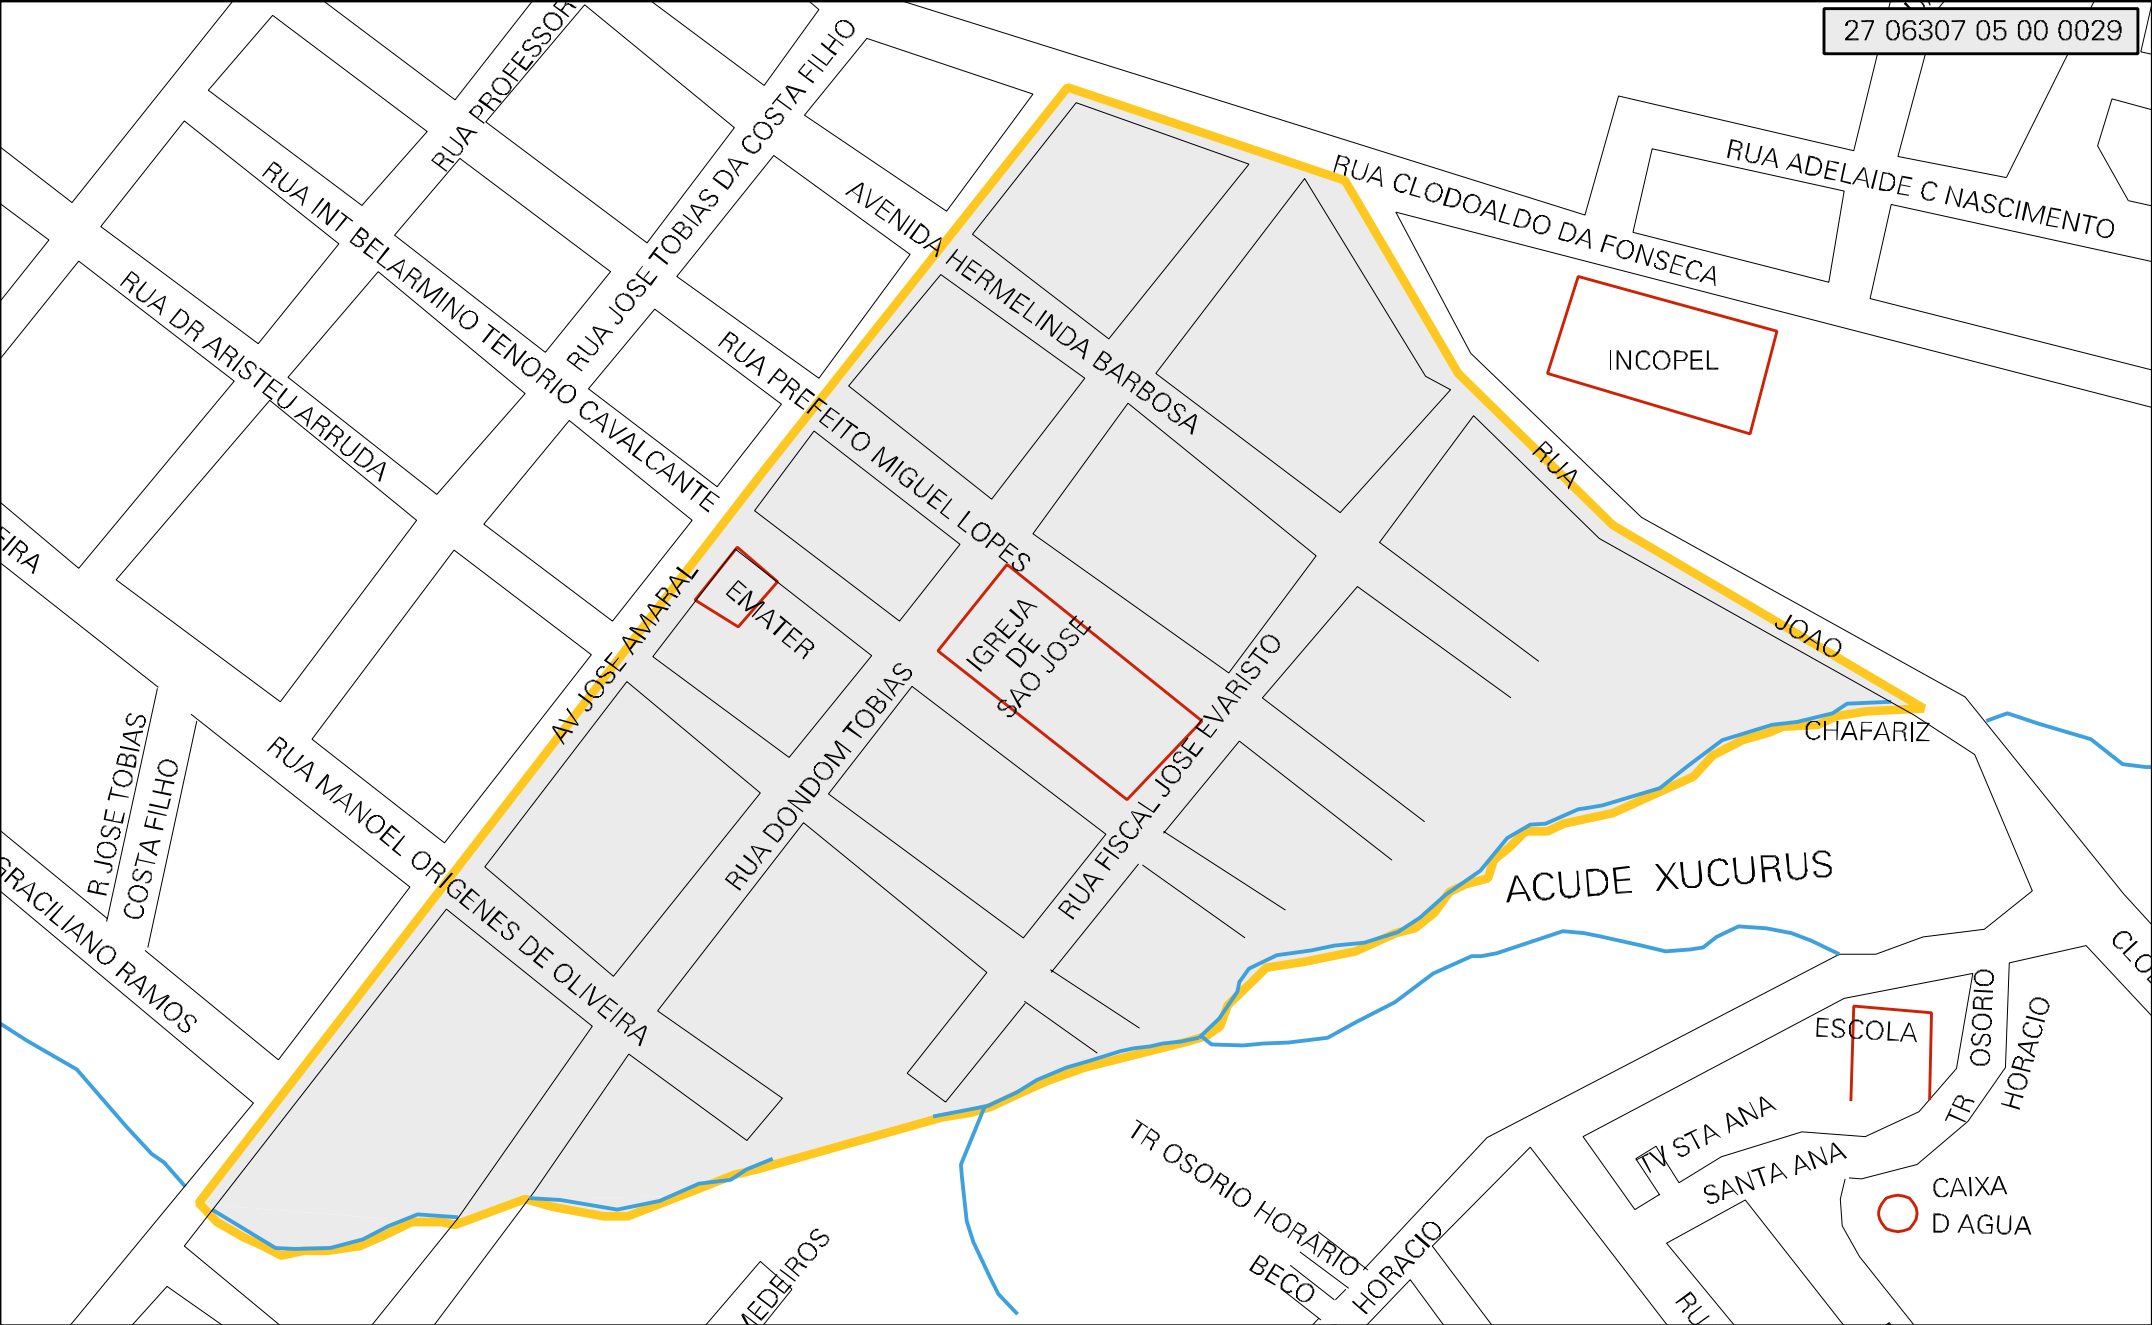 27 06307 05 00 0029
RUA PROFESSOR
RUA JOSE TOBIAS DA COSTA FILHO
RUA CLODOALDO DA FONSECA
RUA ADELAIDE C NASCIMENTO
RUA INT BELARMINO TENORIO CAVALCANTE
AVENIDA HERMELINDA BARBOSA
RUA DR ARISTEU ARRUDA
RUA PREFEITO MIGUEL LOPES
INCOPEL
RUA
JOAO
EIRA
EMATER
AV JOSE AMARAL
IGREJA
DE
SAO JOSE
RUA DONDOM TOBIAS
RUA FISCAL JOSE EVARISTO
CHAFARIZ
R JOSE TOBIAS
COSTA FILHO
RUA MANOEL ORIGENES DE OLIVEIRA
ACUDE XUCURUS
GRACILIANO RAMOS
CLO
ESCOLA
TR OSORIO
HORACIO
TV STA ANA
SANTA ANA
TR OSORIO HORARIO
BECO
HORACIO
CAIXA
D AGUA
MEDEIROS
RU